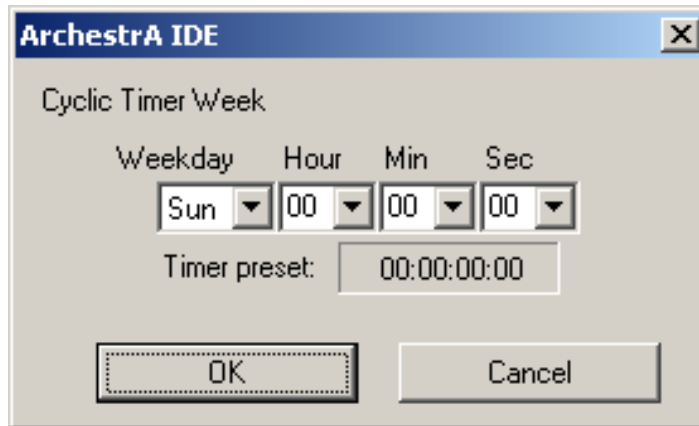 ArchestrA IDE
Cyclic Timer Week
Weekday Hour Min Sec
Sun 00 00 00
Timer preset: 00:00:00:00
OK Cancel